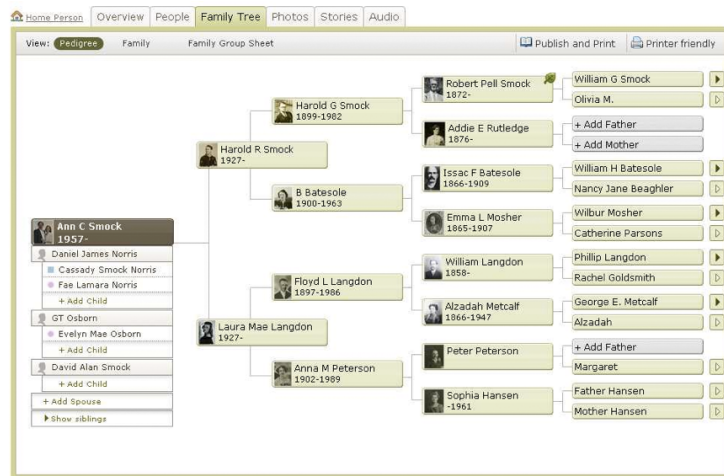 Home Person
Overview
People
Family Tree
Photos
Stories
Audio
View:
Pedigree
Family
Family Group Sheet
Publish and Print
Printer friendly
Ann C Smock
1957-
Daniel James Norris
Cassady Smock Norris
Fae Lamara Norris
+ Add Child
GT Osborn
Evelyn Mae Osborn
+ Add Child
David Alan Smock
+ Add Child
+ Add Spouse
Show siblings
Harold R Smock
1927-
Laura Mae Langdon
1927-
Harold G Smock
1899-1982
B Batesole
1900-1963
Floyd L Langdon
1897-1986
Anna M Peterson
1902-1989
Robert Pell Smock
1872-
Addie E Rutledge
1876-
Issac F Batesole
1866-1909
Emma L Mosher
1865-1907
William Langdon
1858-
Alzadah Metcalf
1866-1947
Peter Peterson
Sophia Hansen
-1961
William G Smock
Olivia M.
+ Add Father
+ Add Mother
William H Batesole
Nancy Jane Beaghler
Wilbur Mosher
Catherine Parsons
Phillip Langdon
Rachel Goldsmith
George E. Metcalf
Alzadah
+ Add Father
Margaret
Father Hansen
Mother Hansen